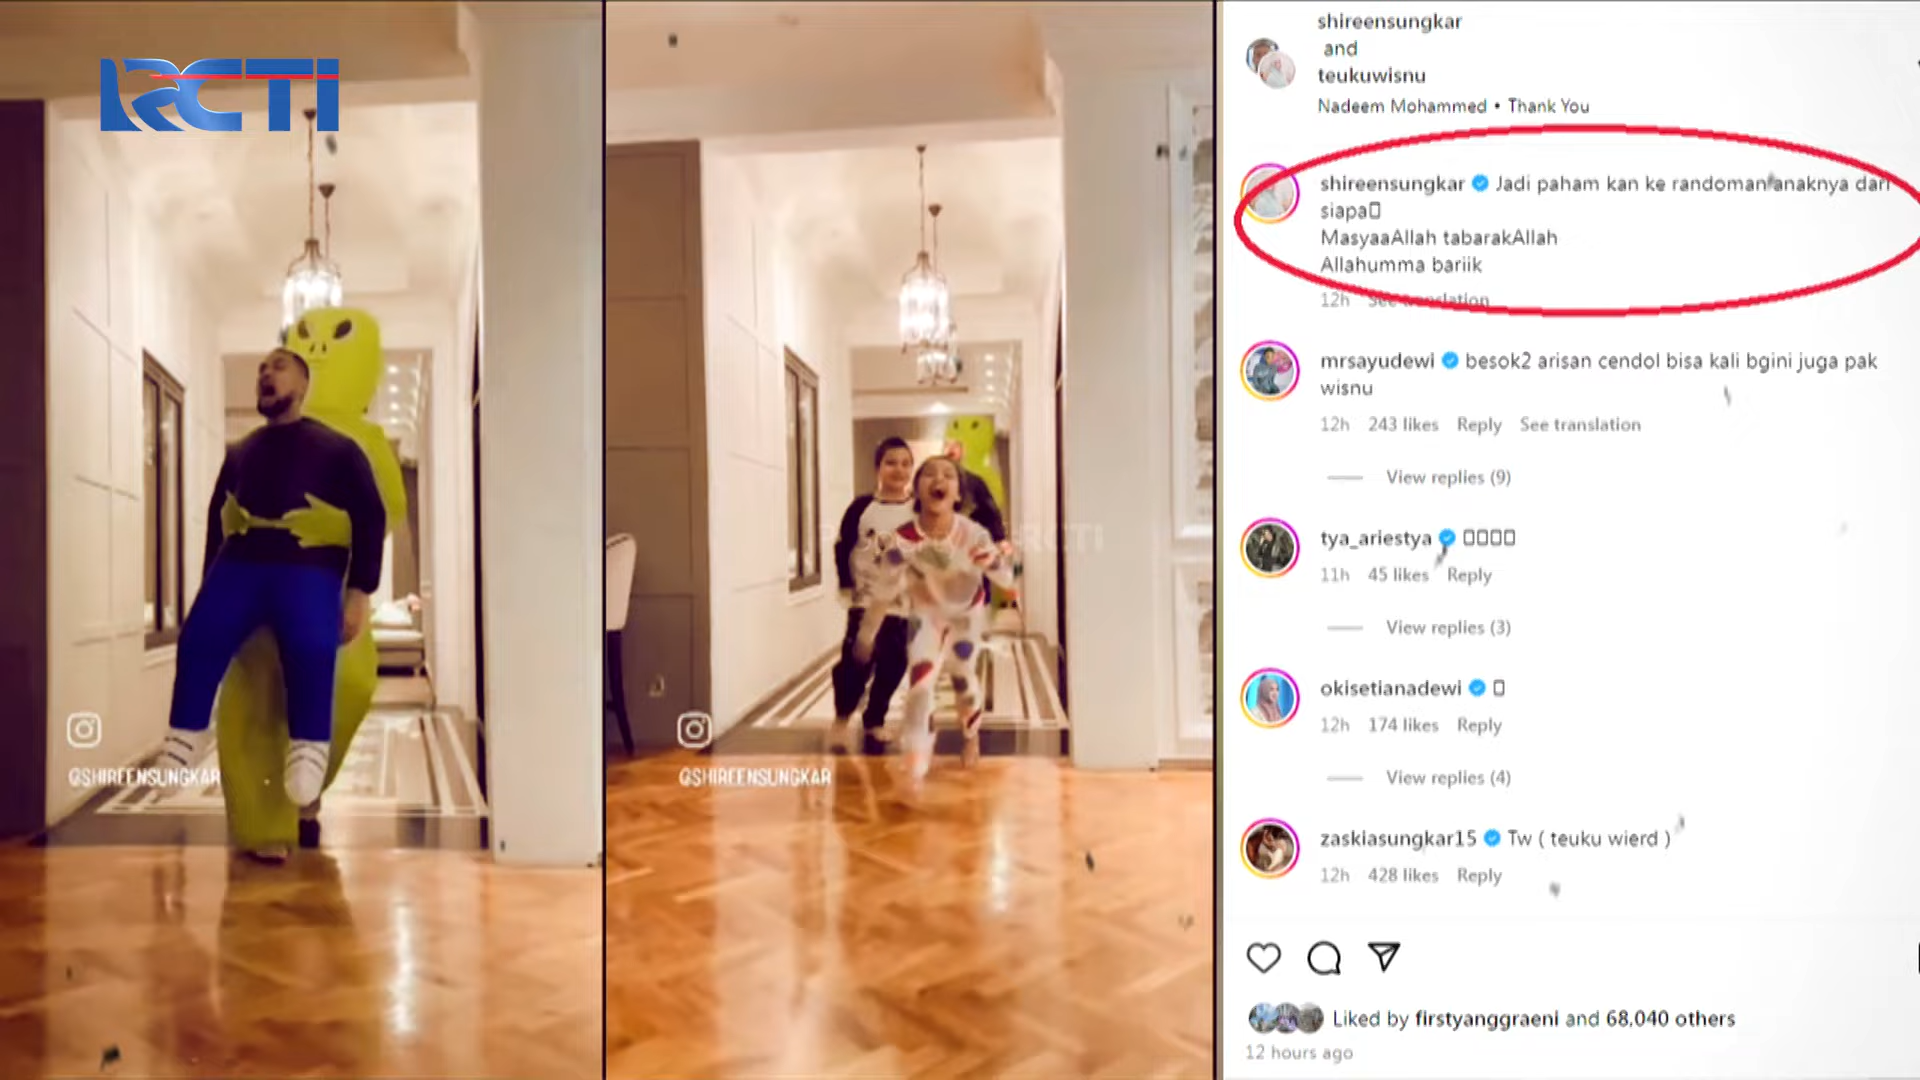 RCTI
@SHIREENSUNGKAR
@SHIREENSUNGKAR
RCTI
shireensungkar
and
teukuwisnu
Nadeem Mohammed • Thank You
shireensungkar Jadi paham kan ke randoman anaknya dari
siapa
MasyaaAllah tabarakAllah
Allahumma bariik
12h See translation
mrsayudewi besok2 arisan cendol bisa kali bgini juga pak
wisnu
12h 243 likes Reply See translation
View replies (9)
tya_ariestya
11h 45 likes Reply
View replies (3)
okisetianadewi
12h 174 likes Reply
View replies (4)
zaskiasungkar15 Tw ( teuku wierd )
12h 428 likes Reply
Liked by firstyanggraeni and 68.040 others
12 hours ago